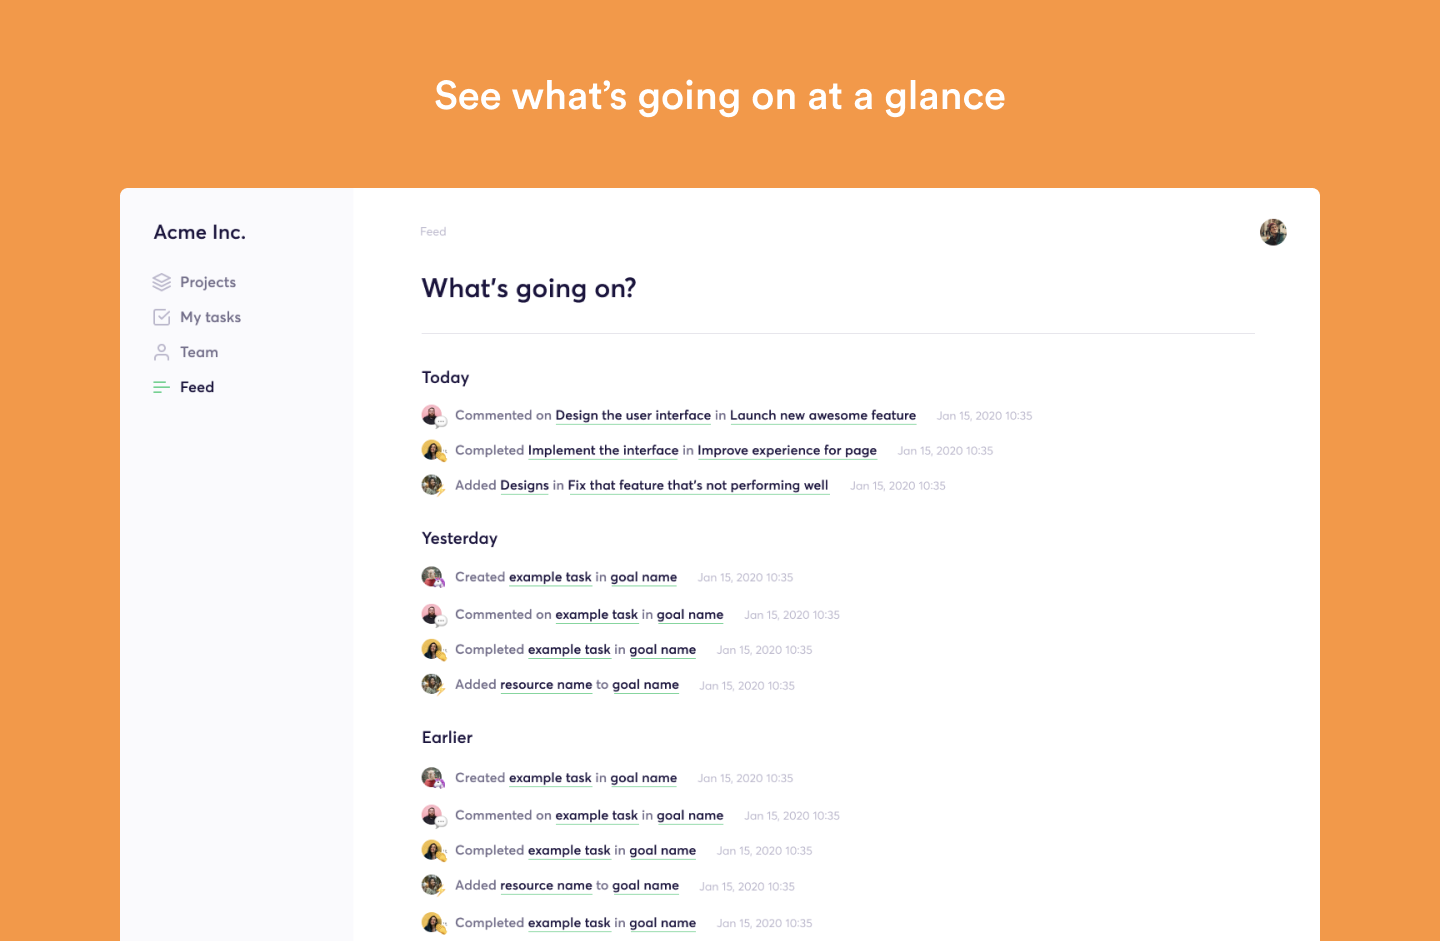 See what's going on at a glance
Acme Inc.
Projects
My tasks
Team
Feed
Feed
What's going on?
Today
Commented on Design the user interface in Launch new awesome feature Jan 15, 2020 10:35
Completed Implement the interface in Improve experience for page Jan 15, 2020 10:35
Added Designs in Fix that feature that's not performing well Jan 15, 2020 10:35
Yesterday
Created example task in goal name Jan 15, 2020 10:35
Commented on example task in goal name Jan 15, 2020 10:35
Completed example task in goal name Jan 15, 2020 10:35
Added resource name to goal name Jan 15, 2020 10:35
Earlier
Created example task in goal name Jan 15, 2020 10:35
Commented on example task in goal name Jan 15, 2020 10:35
Completed example task in goal name Jan 15, 2020 10:35
Added resource name to goal name Jan 15, 2020 10:35
Completed example task in goal name Jan 15, 2020 10:35